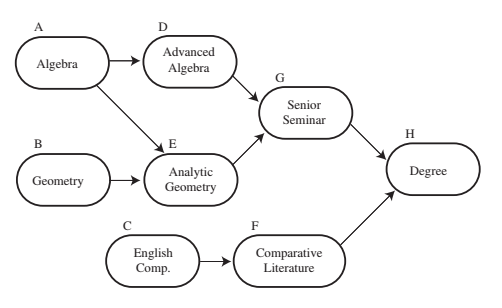 A
Algebra
D
Advanced
Algebra
G
Senior
Seminar
H
Degree
B
Geometry
E
Analytic
Geometry
C
English
Comp.
F
Comparative
Literature